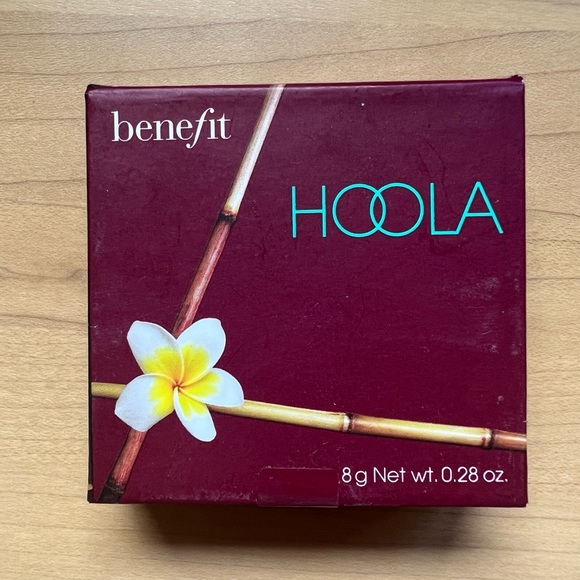 benefit
HOOLA
8g Net wt. 0.28 oz.